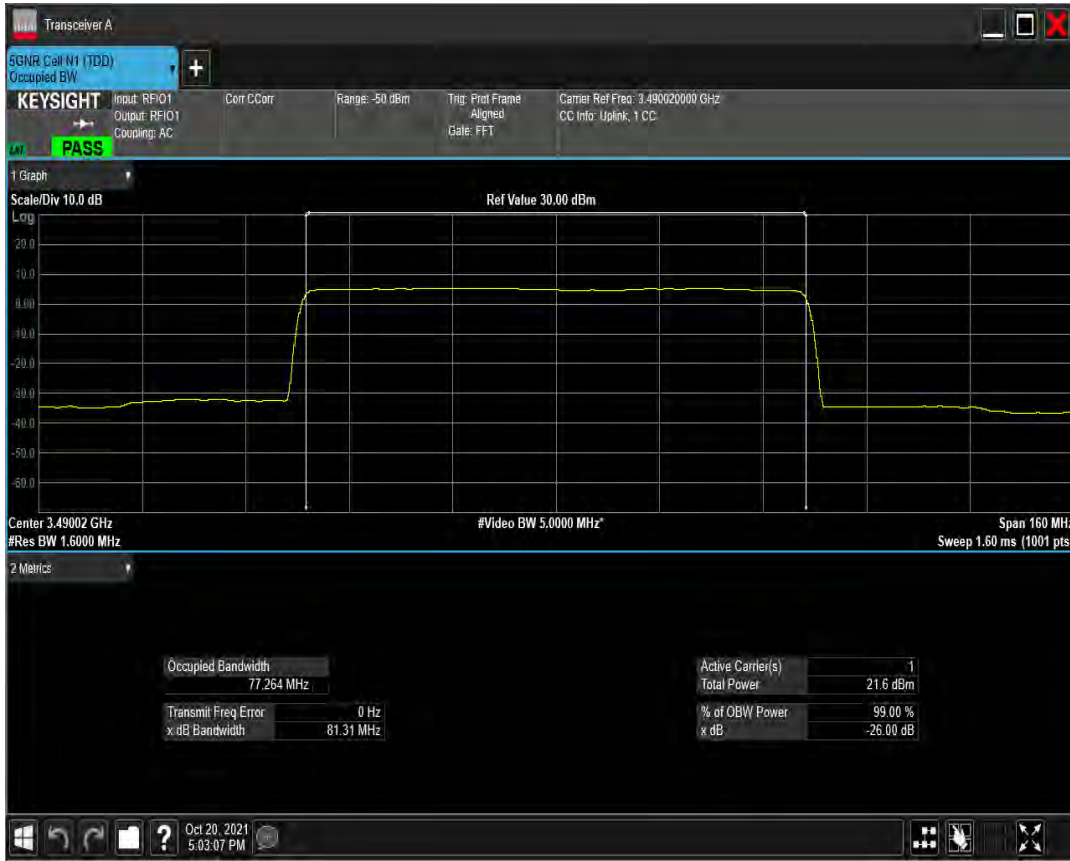 Transceiver A
5GNR Cell N1 (TDD)
Occupied BW
+
KEYSIGHT
Input: RFIO1
Output: RFIO1
Coupling: AC
Corr CCorr
Range: -50 dBm
Trig: Prot Frame
Aligned
Gate: FFT
Carrier Ref Freq: 3.490020000 GHz
CC Info: Uplink, 1 CC
PASS
1 Graph
Scale/Div 10.0 dB
Ref Value 30.00 dBm
Log
20.0
10.0
0.00
-10.0
-20.0
-30.0
-40.0
-50.0
-60.0
Center 3.49002 GHz
#Video BW 5.0000 MHz*
Span 160 MHz
#Res BW 1.6000 MHz
Sweep 1.60 ms (1001 pts
2 Metrics
Occupied Bandwidth
77.264 MHz
Transmit Freq Error 0 Hz
x dB Bandwidth 81.31 MHz
Active Carrier(s) 1
Total Power 21.6 dBm
% of OBW Power 99.00 %
x dB -26.00 dB
?
Oct 20, 2021
5:03:07 PM